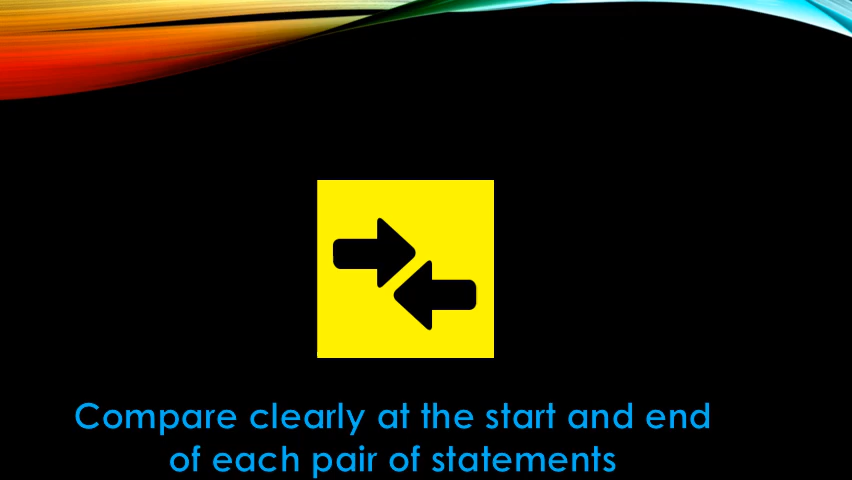 Compare clearly at the start and end
of each pair of statements